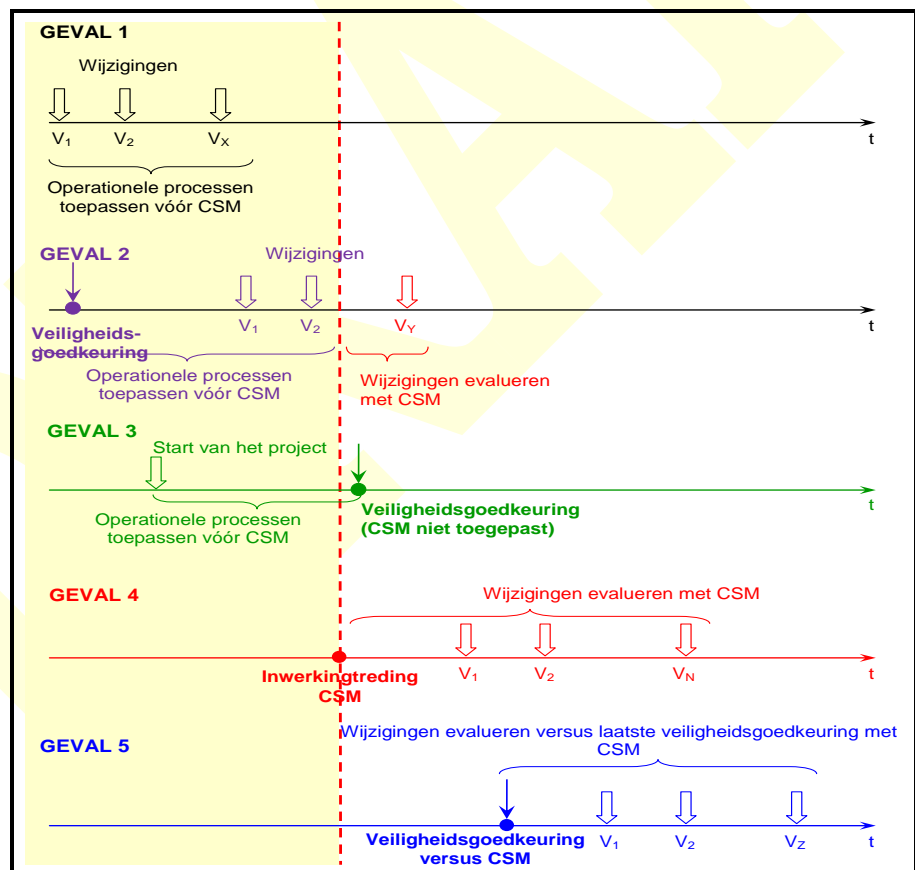 GEVAL 1
Wijzigingen
V1 V2 VX t
Operationele processen
toepassen vóór CSM
GEVAL 2
Wijzigingen
V1 V2 VY t
Veiligheids-
goedkeuring
Operationele processen
toepassen vóór CSM
Wijzigingen evalueren
met CSM
GEVAL 3
Start van het project
t
Operationele processen
toepassen vóór CSM
Veiligheidsgoedkeuring
(CSM niet toegepast)
GEVAL 4
Wijzigingen evalueren met CSM
Inwerkingtreding
CSM
V1 V2 VN t
GEVAL 5
Wijzigingen evalueren versus laatste veiligheidsgoedkeuring met
CSM
Veiligheidsgoedkeuring
versus CSM
V1 V2 VZ t